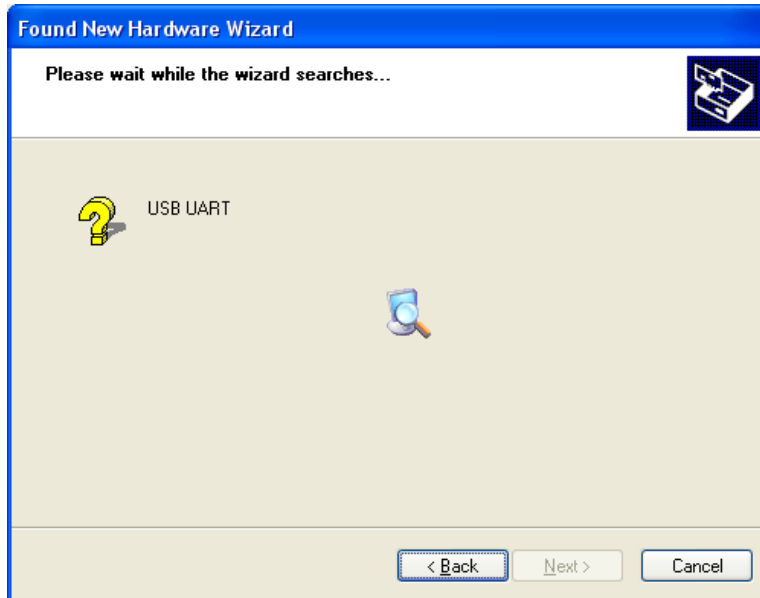 Found New Hardware Wizard
Please wait while the wizard searches...
USB UART
< Back
Next >
Cancel